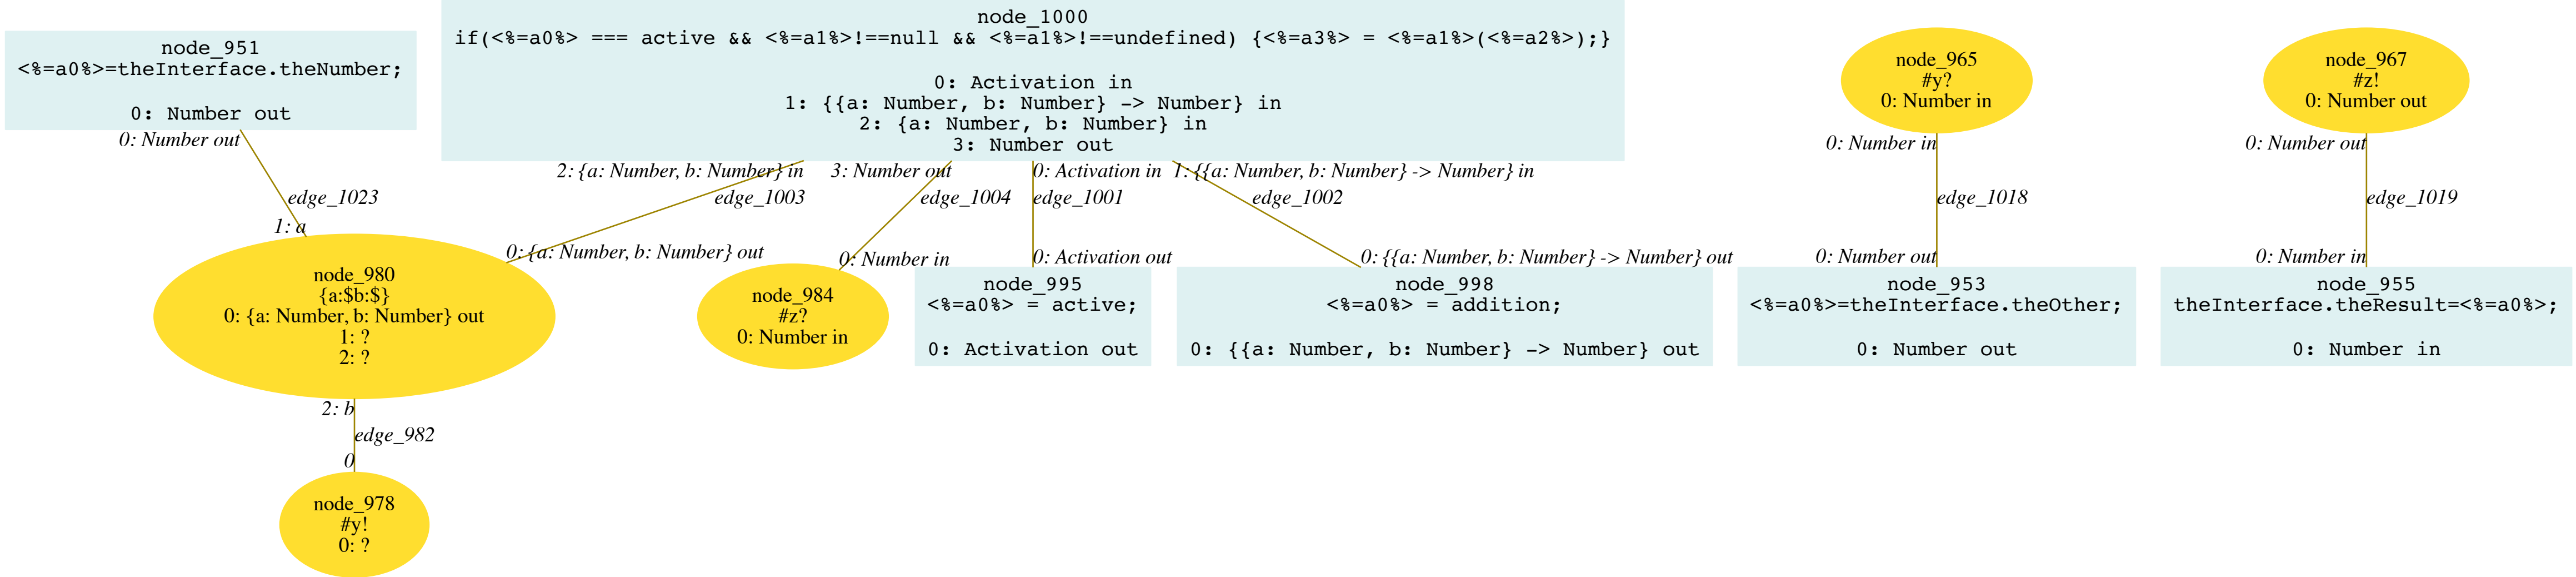 node_951
<%=a0%>=theInterface.theNumber;
0: Number out
node_1000
if(<%=a0%> === active && <%=a1%>!==null && <%=a1%>!==undefined) {<%=a3%> = <%=a1%>(<%=a2%>);}
0: Activation in
1: {{a: Number, b: Number} -> Number} in
2: {a: Number, b: Number} in
3: Number out
node_965
#y?
0: Number in
node_967
#z!
0: Number out
0: Number out
2: {a: Number, b: Number} in
3: Number out
0: Activation in
1: {{a: Number, b: Number} -> Number} in
0: Number in
0: Number out
edge_1023
edge_1003
edge_1004
edge_1001
edge_1002
edge_1018
edge_1019
1: a
0: {a: Number, b: Number} out
0: Number in
0: Activation out
0: {{a: Number, b: Number} -> Number} out
0: Number out
0: Number in
node_980
{a:$b:$}
0: {a: Number, b: Number} out
1: ?
2: ?
node_984
#z?
0: Number in
node_995
<%=a0%> = active;
0: Activation out
node_998
<%=a0%> = addition;
0: {{a: Number, b: Number} -> Number} out
node_953
<%=a0%>=theInterface.theOther;
0: Number out
node_955
theInterface.theResult=<%=a0%>;
0: Number in
2: b
edge_982
0
node_978
#y!
0: ?